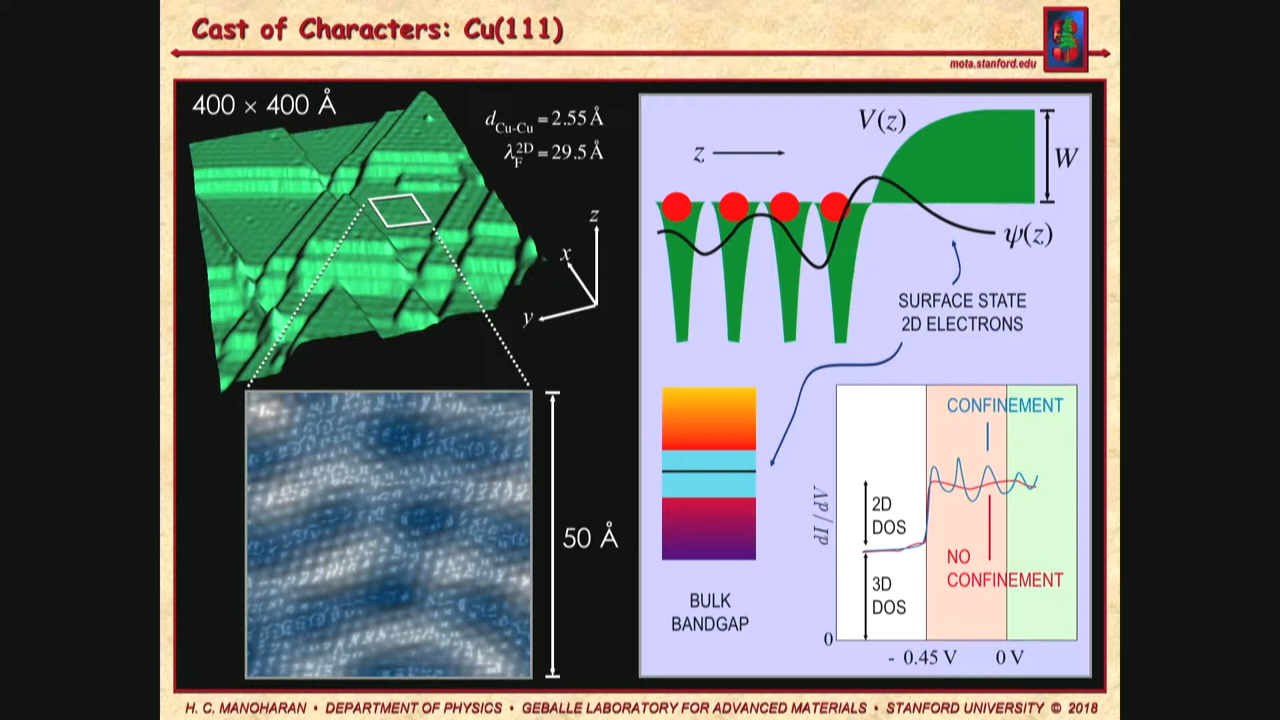 Cast of Characters: Cu(111)
mota.stanford.edu
400 × 400 Å
d_Cu-Cu = 2.55 Å
λ_F^2D = 29.5 Å
z
x
y
50 Å
V(z)
z
W
ψ(z)
SURFACE STATE
2D ELECTRONS
BULK
BANDGAP
CONFINEMENT
dI / dV
2D
DOS
NO
CONFINEMENT
3D
DOS
0
- 0.45 V 0 V
H. C. MANOHARAN • DEPARTMENT OF PHYSICS • GEBALLE LABORATORY FOR ADVANCED MATERIALS • STANFORD UNIVERSITY © 2018